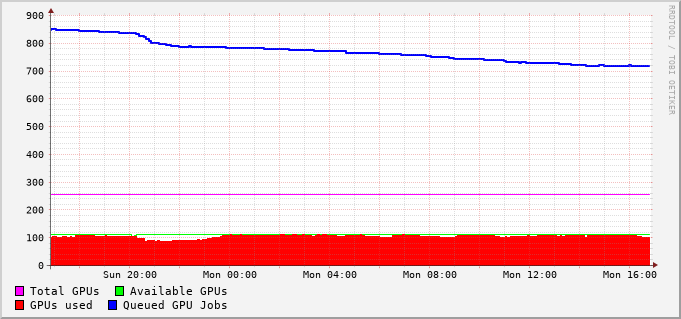 900
800
700
600
500
400
300
200
100
0
Sun 20:00 Mon 00:00 Mon 04:00 Mon 08:00 Mon 12:00 Mon 16:00
Total GPUs Available GPUs
GPUs used Queued GPU Jobs
RRDTOOL / TOBI OETIKER